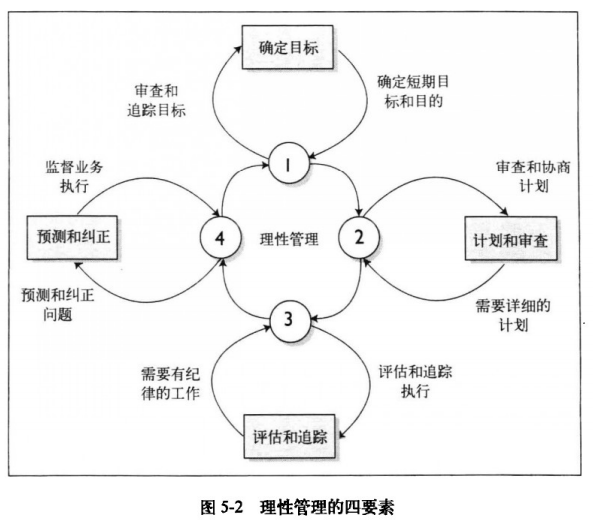 确定目标
审查和
追踪目标
确定短期目
标和目的
1
监督业务
执行
审查和协商
计划
预测和纠正
4
理性管理
2
计划和审查
预测和纠正
问题
需要详细的
计划
3
需要有纪
律的工作
评估和追踪
执行
评估和追踪
图 5-2 理性管理的四要素